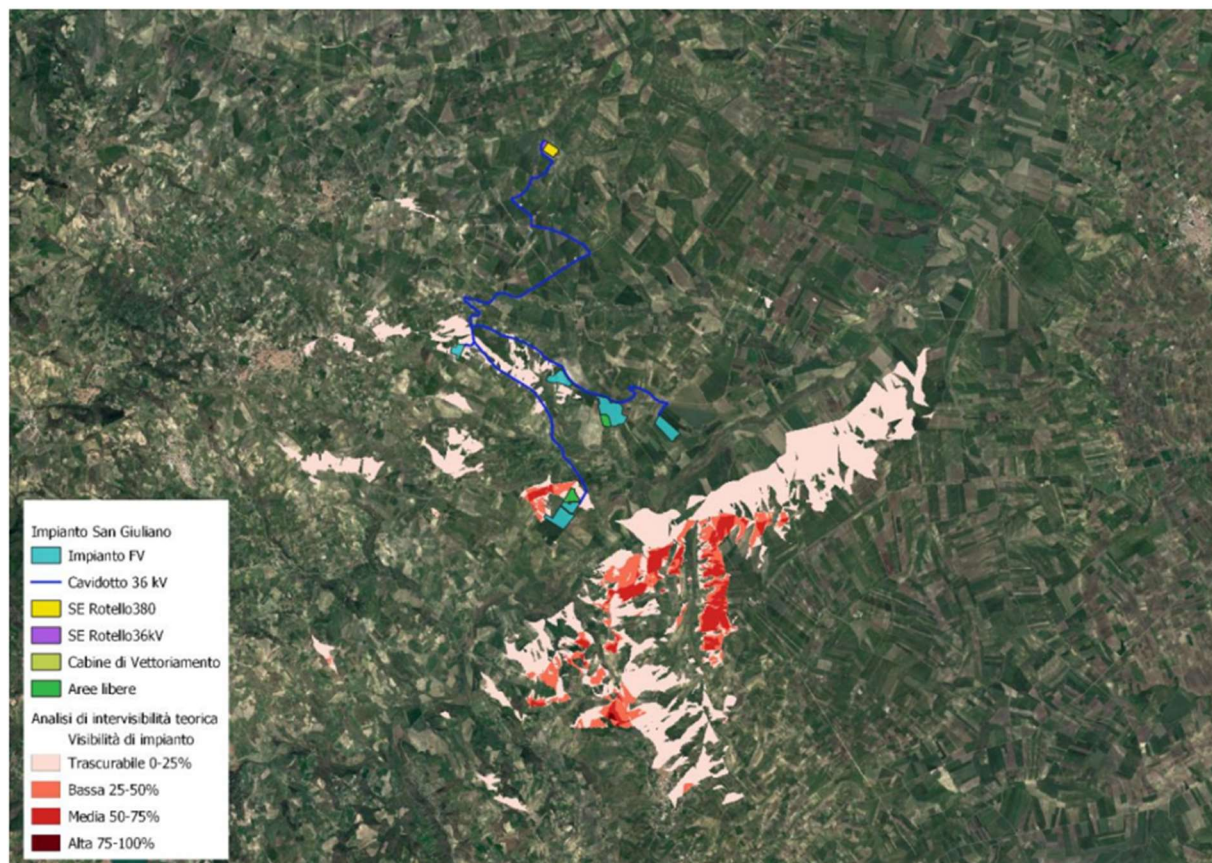 Impianto San Giuliano
Impianto FV
Cavidotto 36 kV
SE Rotello380
SE Rotello36kV
Cabine di Vettoriamento
Aree libere
Analisi di intervisibilità teorica
Visibilità di impianto
Trascurabile 0-25%
Bassa 25-50%
Media 50-75%
Alta 75-100%